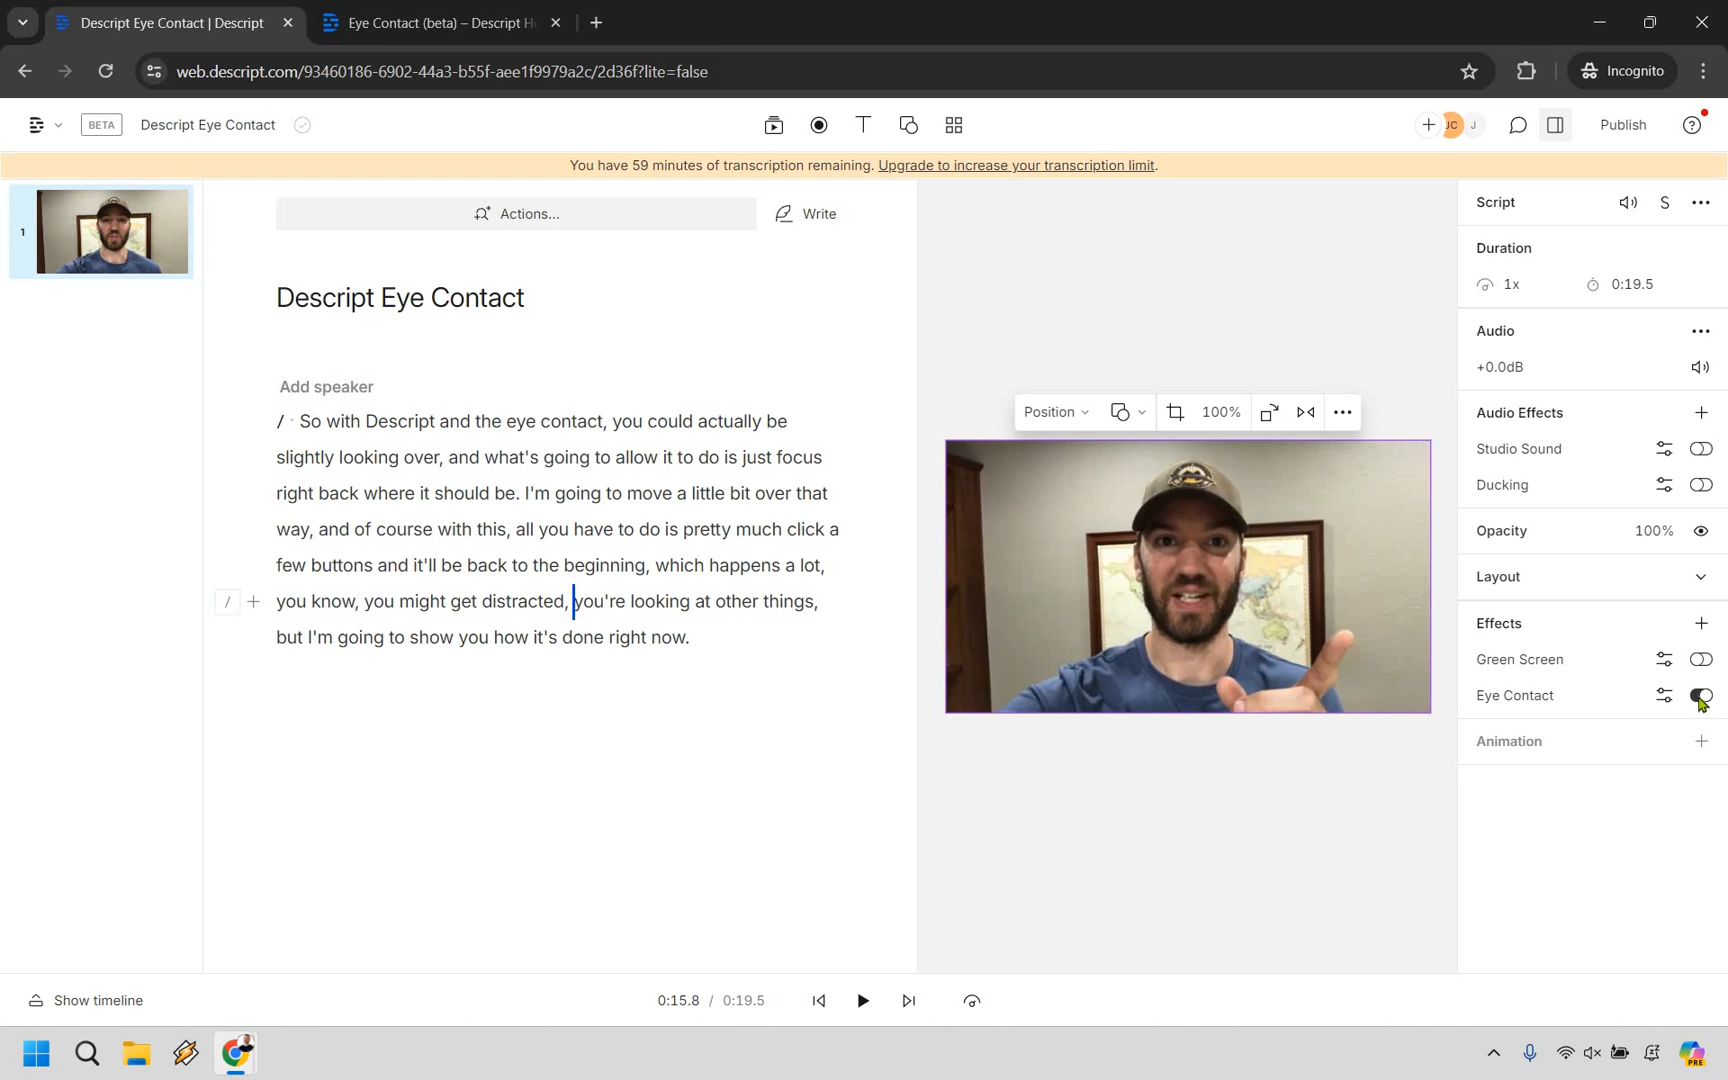 Descript Eye Contact | Descript
Eye Contact (beta) – Descript H
web.descript.com/93460186-6902-44a3-b55f-aee1f9979a2c/2d36f?lite=false
Incognito
BETA
Descript Eye Contact
JC
J
Publish
You have 59 minutes of transcription remaining. Upgrade to increase your transcription limit.
1
Actions...
Write
Descript Eye Contact
Add speaker
/ So with Descript and the eye contact, you could actually be
slightly looking over, and what's going to allow it to do is just focus
right back where it should be. I'm going to move a little bit over that
way, and of course with this, all you have to do is pretty much click a
few buttons and it'll be back to the beginning, which happens a lot,
/ + you know, you might get distracted, you're looking at other things,
but I'm going to show you how it's done right now.
Position
100%
Script
S
Duration
1x
0:19.5
Audio
+0.0dB
Audio Effects
Studio Sound
Ducking
Opacity
100%
Layout
Effects
Green Screen
Eye Contact
Animation
Show timeline
0:15.8 / 0:19.5
PRE